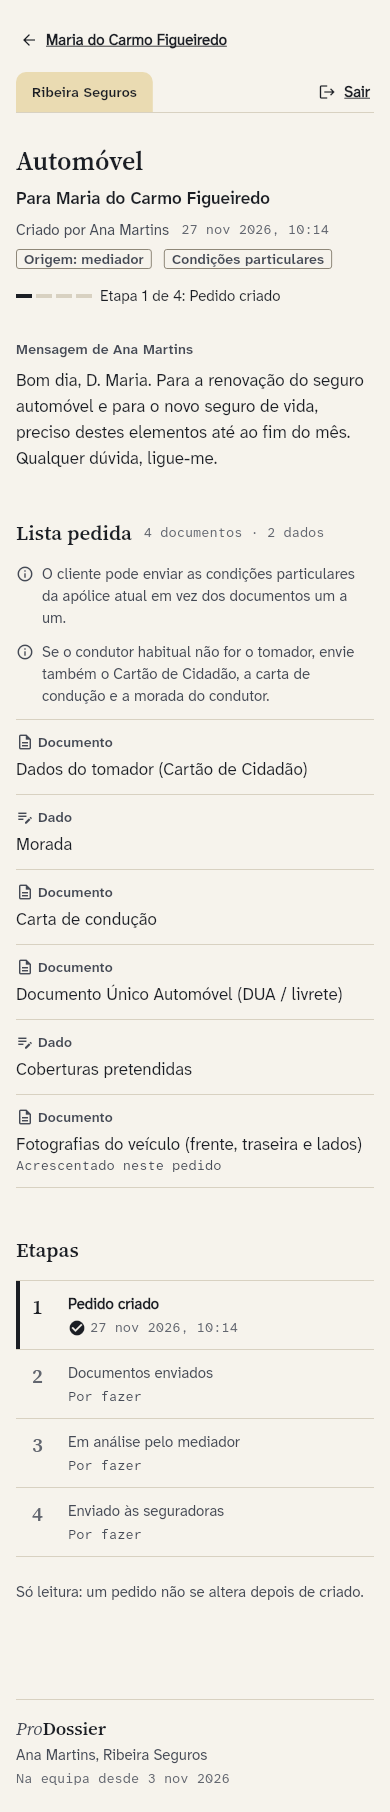 Maria do Carmo Figueiredo
Ribeira Seguros
Sair
Automóvel
Para Maria do Carmo Figueiredo
Criado por Ana Martins 27 nov 2026, 10:14
Origem: mediador Condições particulares
Etapa 1 de 4: Pedido criado
Mensagem de Ana Martins
Bom dia, D. Maria. Para a renovação do seguro
automóvel e para o novo seguro de vida,
preciso destes elementos até ao fim do mês.
Qualquer dúvida, ligue-me.
Lista pedida 4 documentos · 2 dados
O cliente pode enviar as condições particulares
da apólice atual em vez dos documentos um a
um.
Se o condutor habitual não for o tomador, envie
também o Cartão de Cidadão, a carta de
condução e a morada do condutor.
Documento
Dados do tomador (Cartão de Cidadão)
Dado
Morada
Documento
Carta de condução
Documento
Documento Único Automóvel (DUA / livrete)
Dado
Coberturas pretendidas
Documento
Fotografias do veículo (frente, traseira e lados)
Acrescentado neste pedido
Etapas
1 Pedido criado
27 nov 2026, 10:14
2 Documentos enviados
Por fazer
3 Em análise pelo mediador
Por fazer
4 Enviado às seguradoras
Por fazer
Só leitura: um pedido não se altera depois de criado.
ProDossier
Ana Martins, Ribeira Seguros
Na equipa desde 3 nov 2026